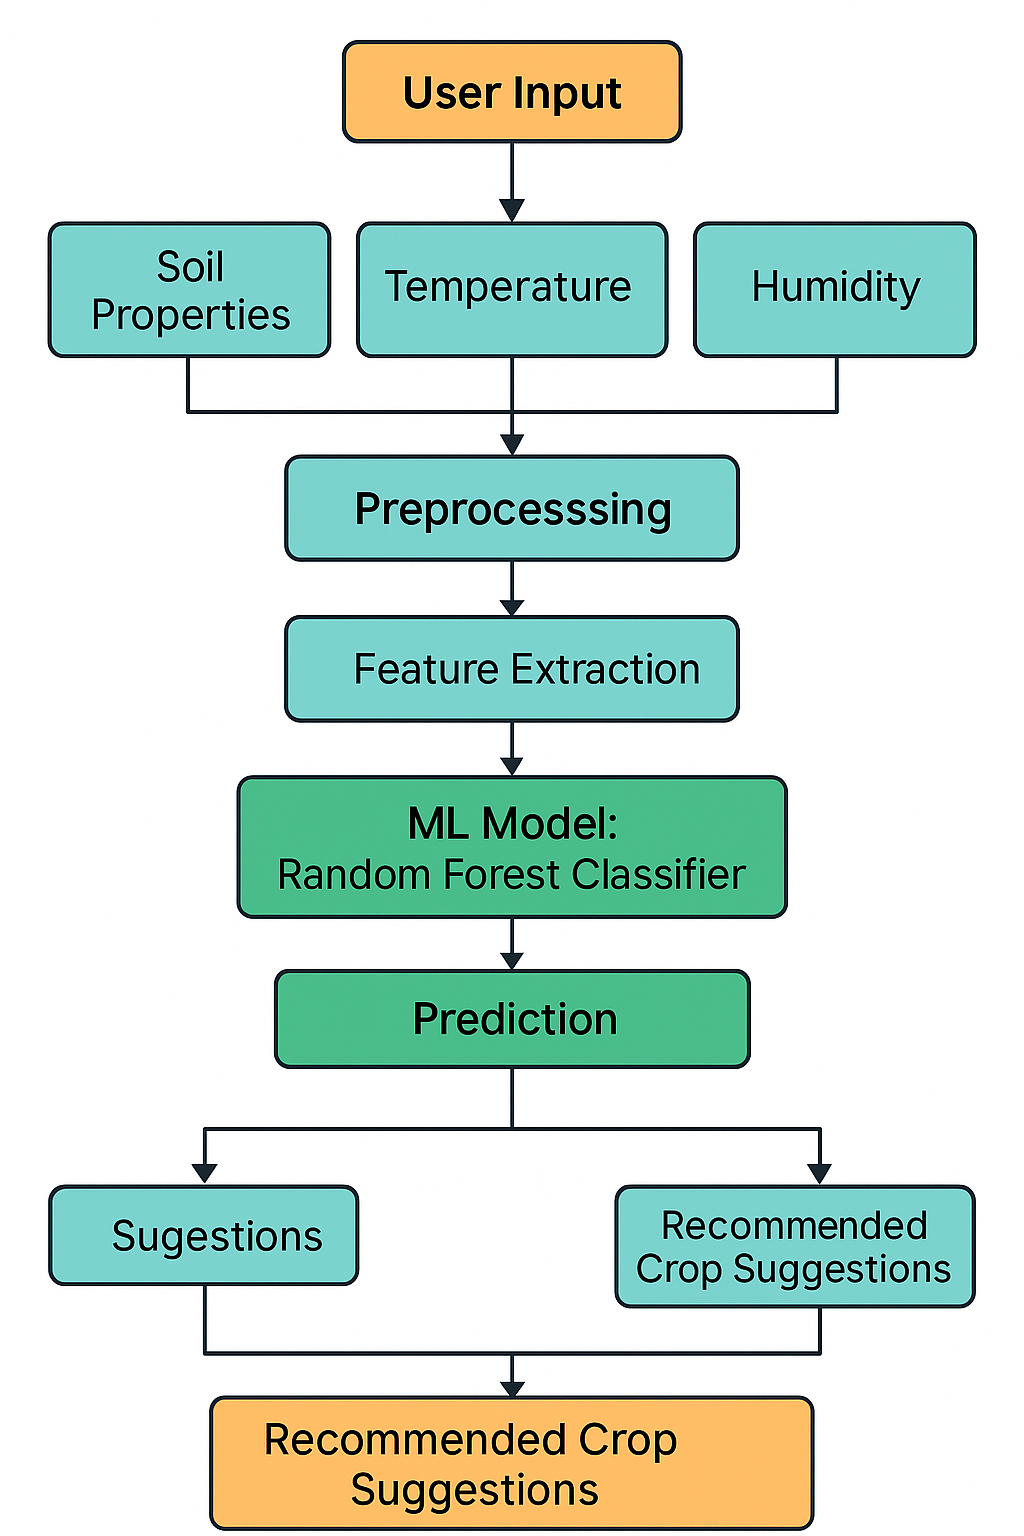 User Input
Soil
Properties
Temperature
Humidity
Preprocesssing
Feature Extraction
ML Model:
Random Forest Classifier
Prediction
Sugestions
Recommended
Crop Suggestions
Recommended Crop
Suggestions